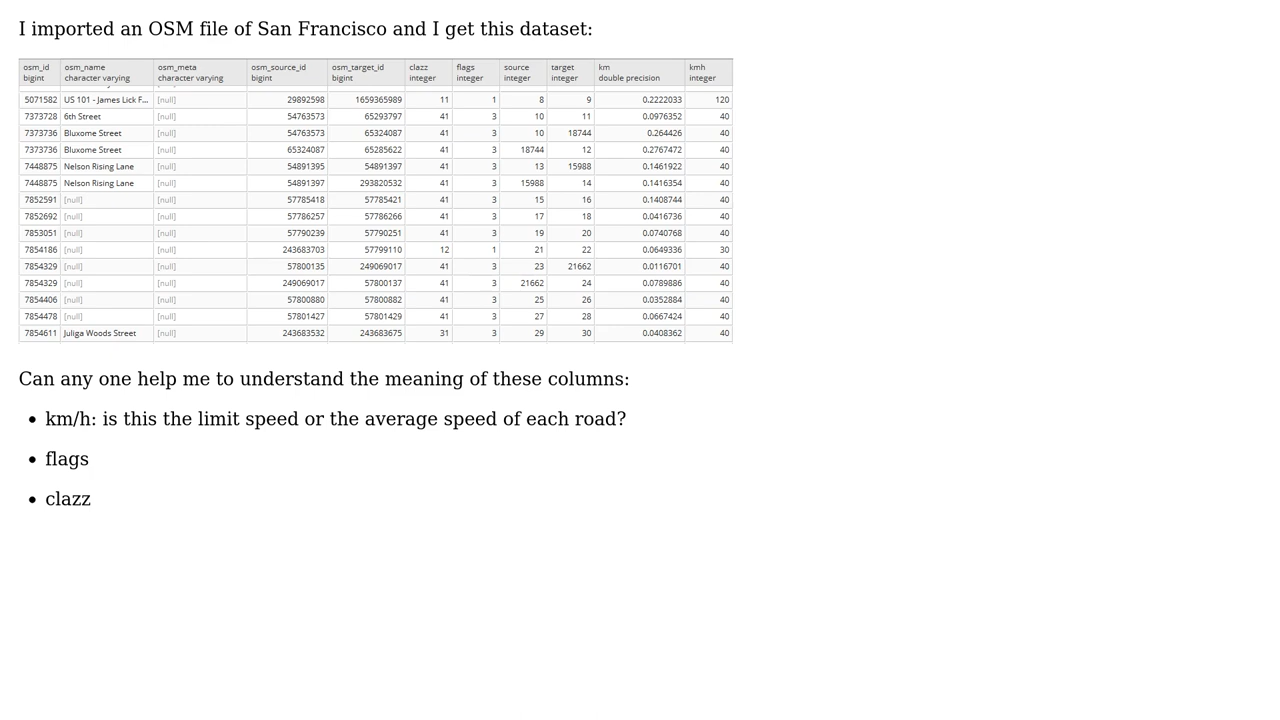 I imported an OSM file of San Francisco and I get this dataset:
osm_id osm_name osm_meta osm_source_id osm_target_id clazz flags source target km kmh
bigint character varying character varying bigint bigint integer integer integer integer double precision integer
5071582 US 101 - James Lick F... [null] 29892598 1659365989 11 1 8 9 0.2222033 120
7373728 6th Street [null] 54763573 65293797 41 3 10 11 0.0976352 40
7373736 Bluxome Street [null] 54763573 65324087 41 3 10 18744 0.264426 40
7373736 Bluxome Street [null] 65324087 65285622 41 3 18744 12 0.2767472 40
7448875 Nelson Rising Lane [null] 54891395 54891397 41 3 13 15988 0.1461922 40
7448875 Nelson Rising Lane [null] 54891397 293820532 41 3 15988 14 0.1416354 40
7852591 [null] [null] 57785418 57785421 41 3 15 16 0.1408744 40
7852692 [null] [null] 57786257 57786266 41 3 17 18 0.0416736 40
7853051 [null] [null] 57790239 57790251 41 3 19 20 0.0740768 40
7854186 [null] [null] 243683703 57799110 12 1 21 22 0.0649336 30
7854329 [null] [null] 57800135 249069017 41 3 23 21662 0.0116701 40
7854329 [null] [null] 249069017 57800137 41 3 21662 24 0.0789886 40
7854406 [null] [null] 57800880 57800882 41 3 25 26 0.0352884 40
7854478 [null] [null] 57801427 57801429 41 3 27 28 0.0667424 40
7854611 Juliga Woods Street [null] 243683532 243683675 31 3 29 30 0.0408362 40
Can any one help me to understand the meaning of these columns:
• km/h: is this the limit speed or the average speed of each road?
• flags
• clazz